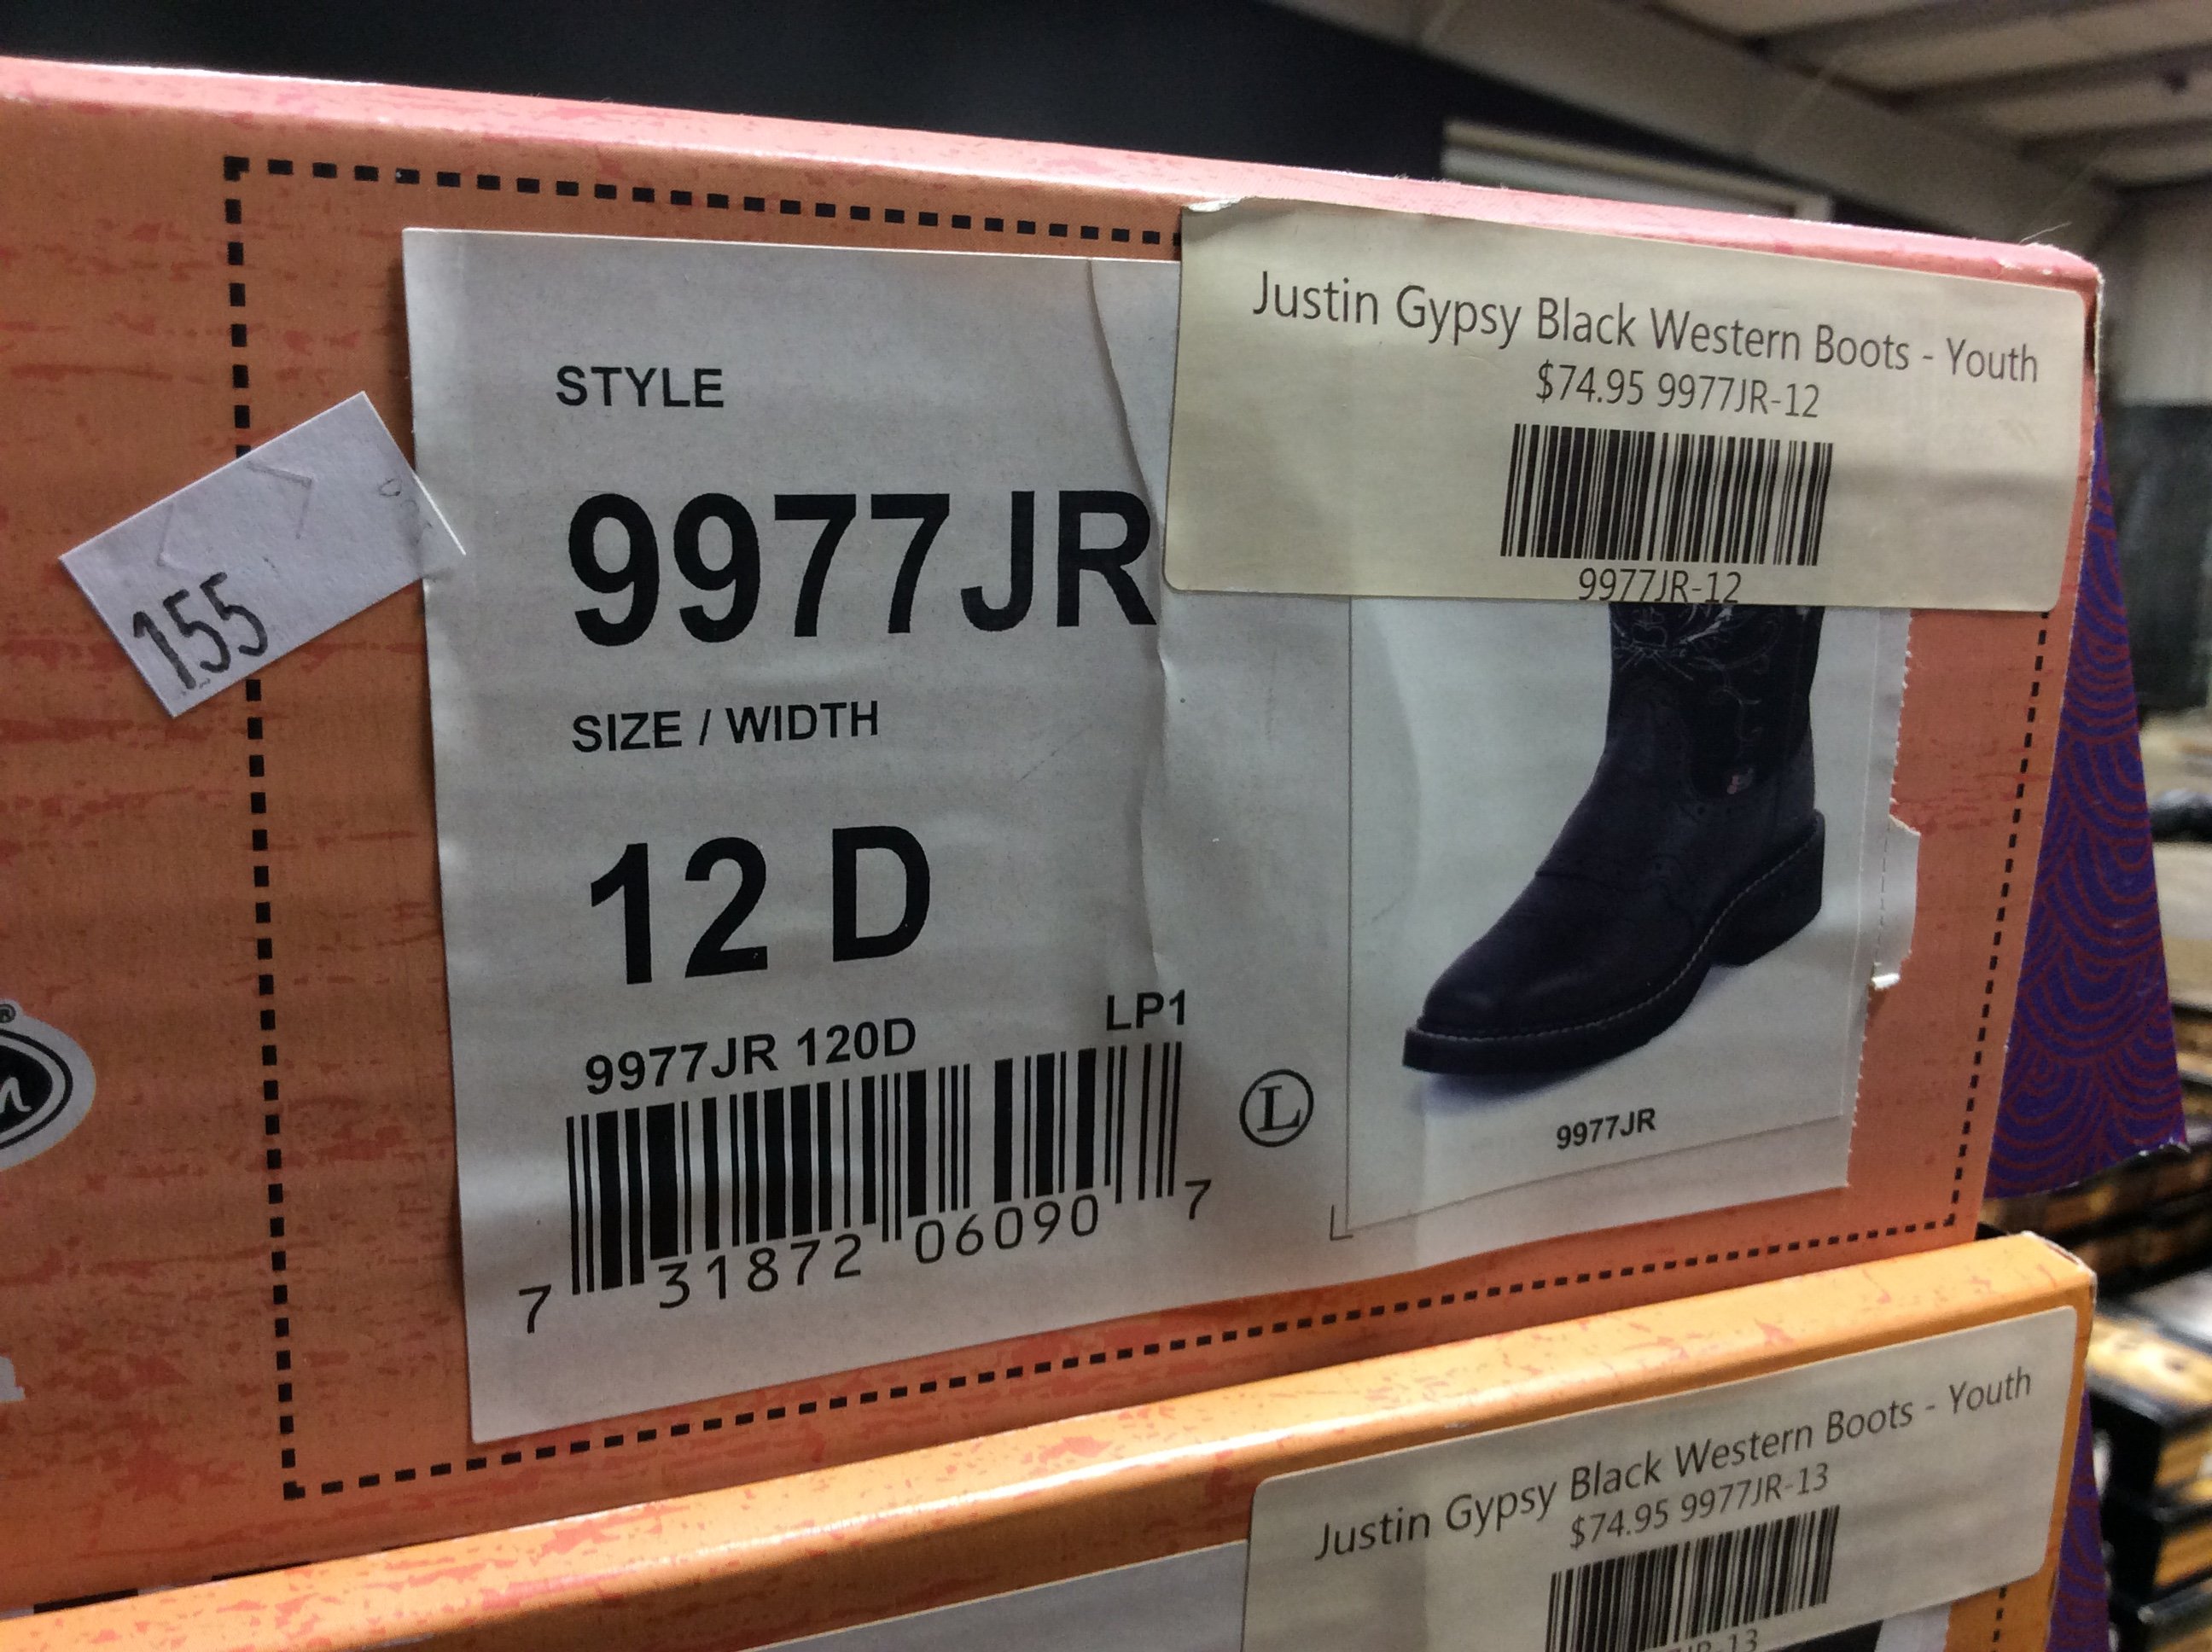 Justin Gypsy Black Western Boots - Youth
$74.95 9977JR-12
9977JR-12
STYLE
9977JR
SIZE / WIDTH
12 D
9977JR 120D
LP1
7 31872 06090 7
L
9977JR
155
Justin Gypsy Black Western Boots - Youth
$74.95 9977JR-13